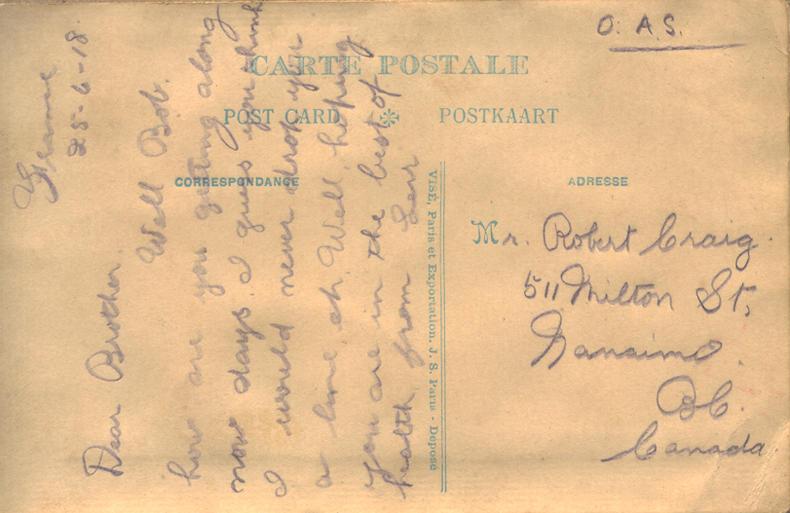 O. A. S.
CARTE POSTALE
POST CARD * POSTKAART
CORRESPONDANCE
ADRESSE
VISÉ, Paris et Exportation. J. S. Paris - Déposé
France
25-6-18
Dear Brother.
Well Bob.
how are you getting along
now days. I guess you think
I would never drop you
a line eh. Well hoping
you are in the best of
health from
Mr. Robert Craig.
511 Milton St,
Nanaimo.
BC.
Canada